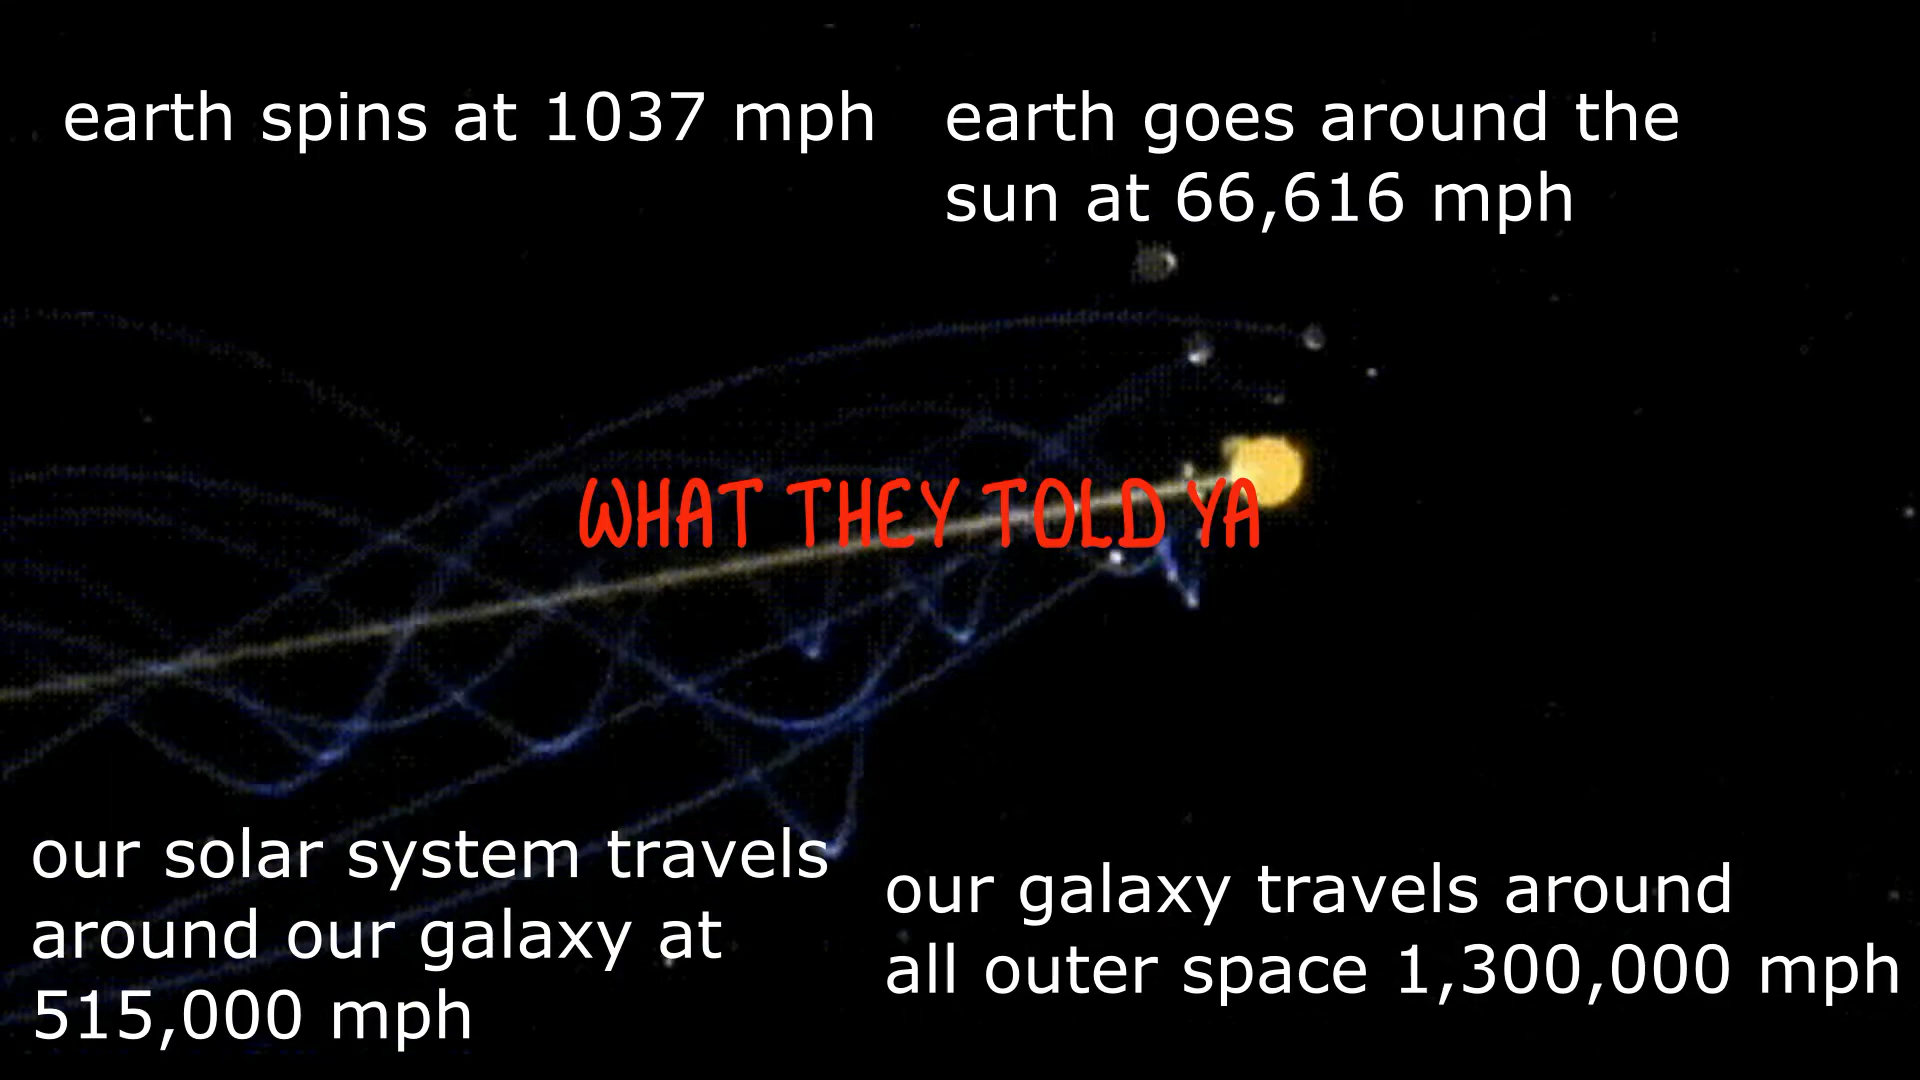 earth spins at 1037 mph
earth goes around the
sun at 66,616 mph
WHAT THEY TOLD YA
our solar system travels
around our galaxy at
515,000 mph
our galaxy travels around
all outer space 1,300,000 mph